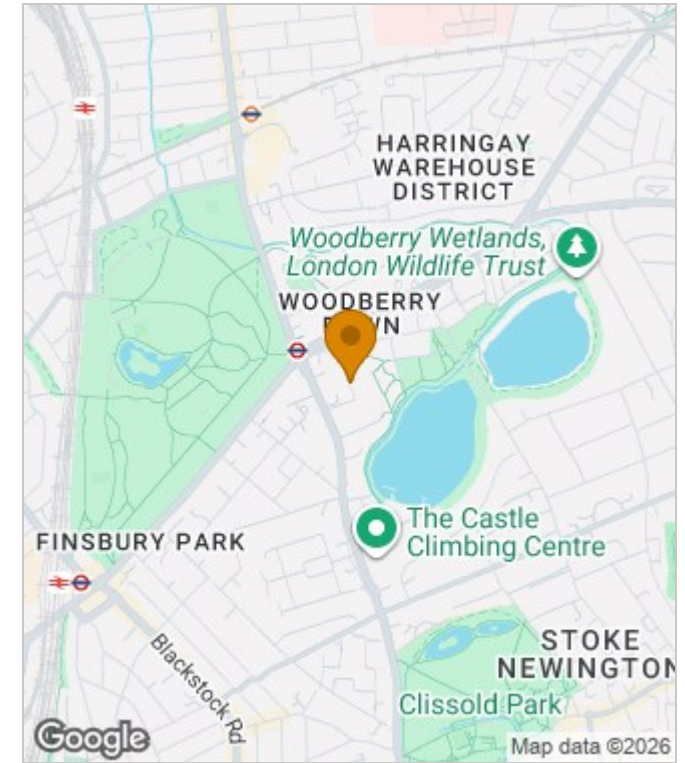 HARRINGAY
WAREHOUSE
DISTRICT
Woodberry Wetlands,
London Wildlife Trust
WOODBERRY
The Castle
Climbing Centre
FINSBURY PARK
Blackstock Rd
STOKE
NEWINGTON
Clissold Park
Google
Map data ©2026